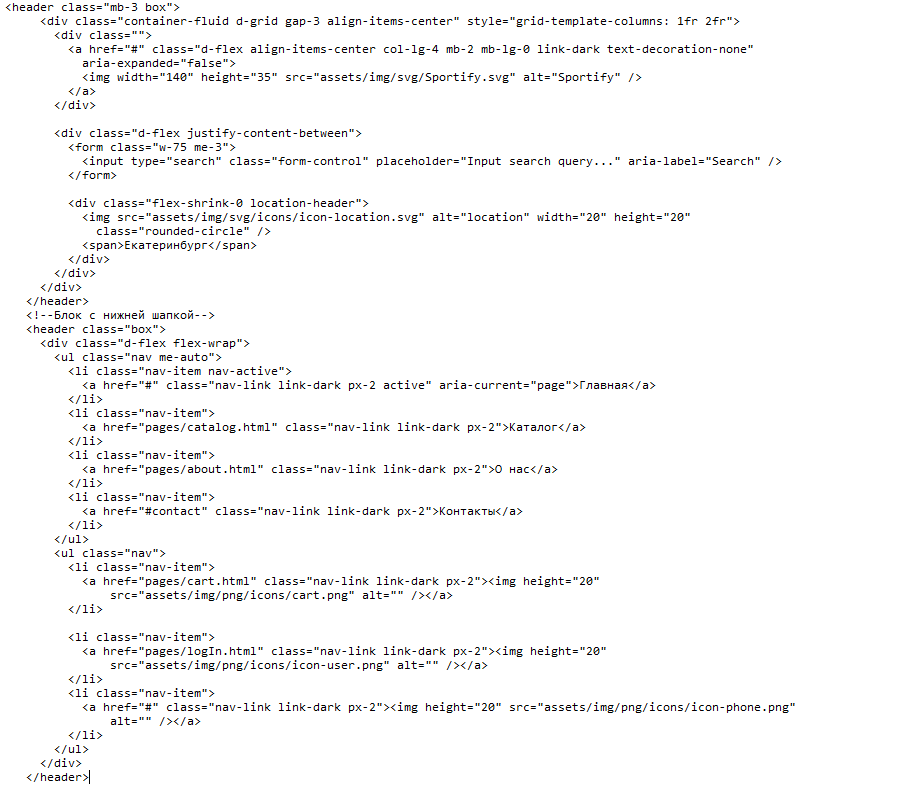 <header class="mb-3 box">
<div class="container-fluid d-grid gap-3 align-items-center" style="grid-template-columns: 1fr 2fr">
<div class="">
<a href="#" class="d-flex align-items-center col-lg-4 mb-2 mb-lg-0 link-dark text-decoration-none"
aria-expanded="false">
<img width="140" height="35" src="assets/img/svg/Sportify.svg" alt="Sportify" />
</a>
</div>
<div class="d-flex justify-content-between">
<form class="w-75 me-3">
<input type="search" class="form-control" placeholder="Input search query..." aria-label="Search" />
</form>
<div class="flex-shrink-0 location-header">
<img src="assets/img/svg/icons/icon-location.svg" alt="location" width="20" height="20"
class="rounded-circle" />
<span>Екатеринбург</span>
</div>
</div>
</div>
</header>
<!--Блок с нижней шапкой-->
<header class="box">
<div class="d-flex flex-wrap">
<ul class="nav me-auto">
<li class="nav-item nav-active">
<a href="#" class="nav-link link-dark px-2 active" aria-current="page">Главная</a>
</li>
<li class="nav-item">
<a href="pages/catalog.html" class="nav-link link-dark px-2">Каталог</a>
</li>
<li class="nav-item">
<a href="pages/about.html" class="nav-link link-dark px-2">О нас</a>
</li>
<li class="nav-item">
<a href="#contact" class="nav-link link-dark px-2">Контакты</a>
</li>
</ul>
<ul class="nav">
<li class="nav-item">
<a href="pages/cart.html" class="nav-link link-dark px-2"><img height="20"
src="assets/img/png/icons/cart.png" alt="" /></a>
</li>
<li class="nav-item">
<a href="pages/logIn.html" class="nav-link link-dark px-2"><img height="20"
src="assets/img/png/icons/icon-user.png" alt="" /></a>
</li>
<li class="nav-item">
<a href="#" class="nav-link link-dark px-2"><img height="20" src="assets/img/png/icons/icon-phone.png"
alt="" /></a>
</li>
</ul>
</div>
</header>